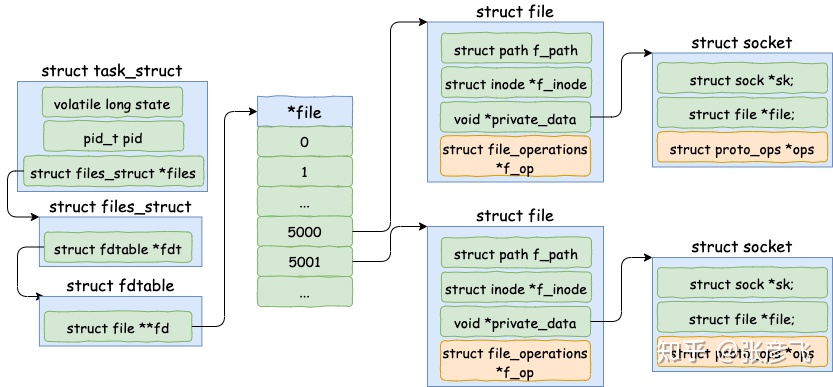 struct task_struct
volatile long state
pid_t pid
struct files_struct *files
struct files_struct
struct fdtable *fdt
struct fdtable
struct file **fd
*file
0
1
...
5000
5001
...
struct file
struct path f_path
struct inode *f_inode
void *private_data
struct file_operations
*f_op
struct socket
struct sock *sk;
struct file *file;
struct proto_ops *ops
struct file
struct path f_path
struct inode *f_inode
void *private_data
struct file_operations
*f_op
struct socket
struct sock *sk;
struct file *file;
struct proto_ops *ops
知乎 @张彦飞